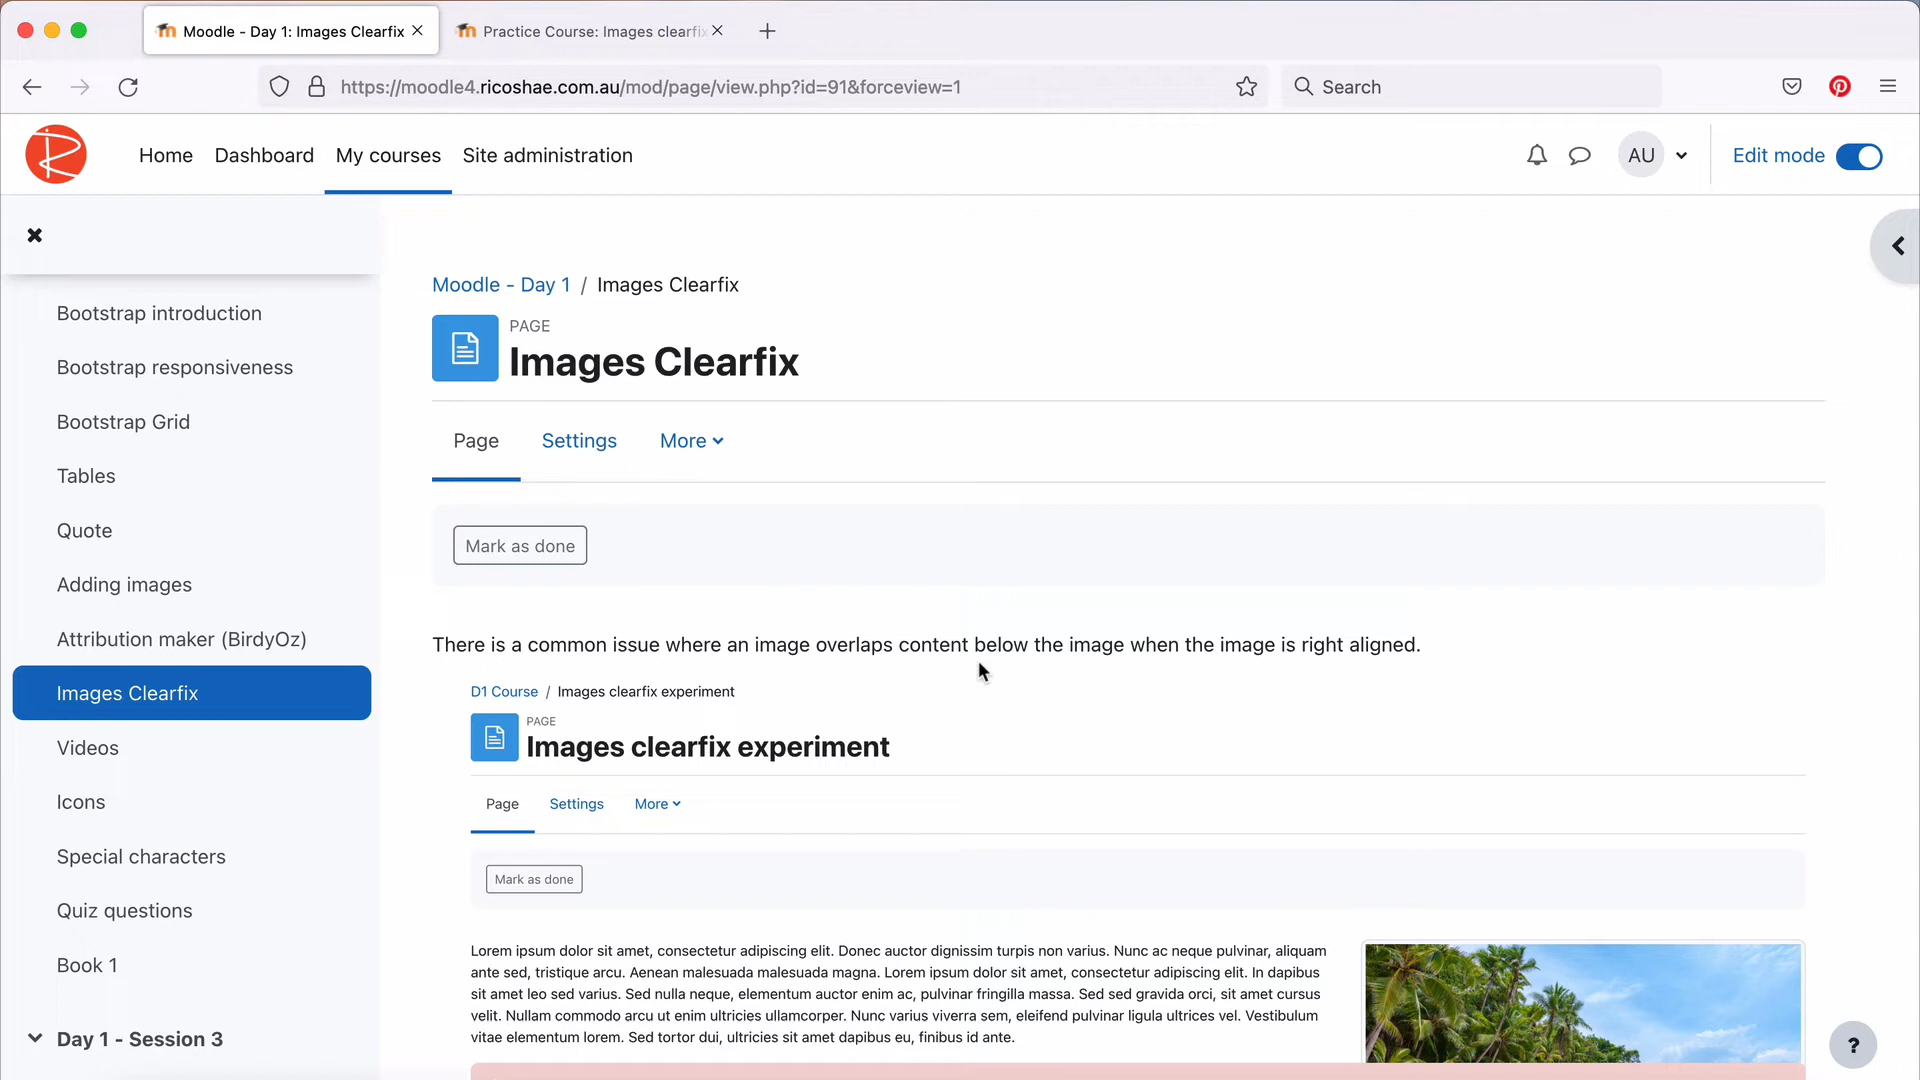 Moodle - Day 1: Images Clearfix
Practice Course: Images clearfix
https://moodle4.ricoshae.com.au/mod/page/view.php?id=91&forceview=1
Search
Home
Dashboard
My courses
Site administration
AU
Edit mode
Bootstrap introduction
Bootstrap responsiveness
Bootstrap Grid
Tables
Quote
Adding images
Attribution maker (BirdyOz)
Images Clearfix
Videos
Icons
Special characters
Quiz questions
Book 1
Day 1 - Session 3
Moodle - Day 1 / Images Clearfix
PAGE
Images Clearfix
Page
Settings
More
Mark as done
There is a common issue where an image overlaps content below the image when the image is right aligned.
D1 Course / Images clearfix experiment
PAGE
Images clearfix experiment
Page
Settings
More
Mark as done
Lorem ipsum dolor sit amet, consectetur adipiscing elit. Donec auctor dignissim turpis non varius. Nunc ac neque pulvinar, aliquam
ante sed, tristique arcu. Aenean malesuada malesuada magna. Lorem ipsum dolor sit amet, consectetur adipiscing elit. In dapibus
sit amet leo sed varius. Sed nulla neque, elementum auctor enim ac, pulvinar fringilla massa. Sed sed gravida orci, sit amet cursus
velit. Nullam commodo arcu ut enim ultricies ullamcorper. Nunc varius viverra sem, eleifend pulvinar ligula ultrices vel. Vestibulum
vitae elementum lorem. Sed tortor dui, ultricies sit amet dapibus eu, finibus id ante.
?